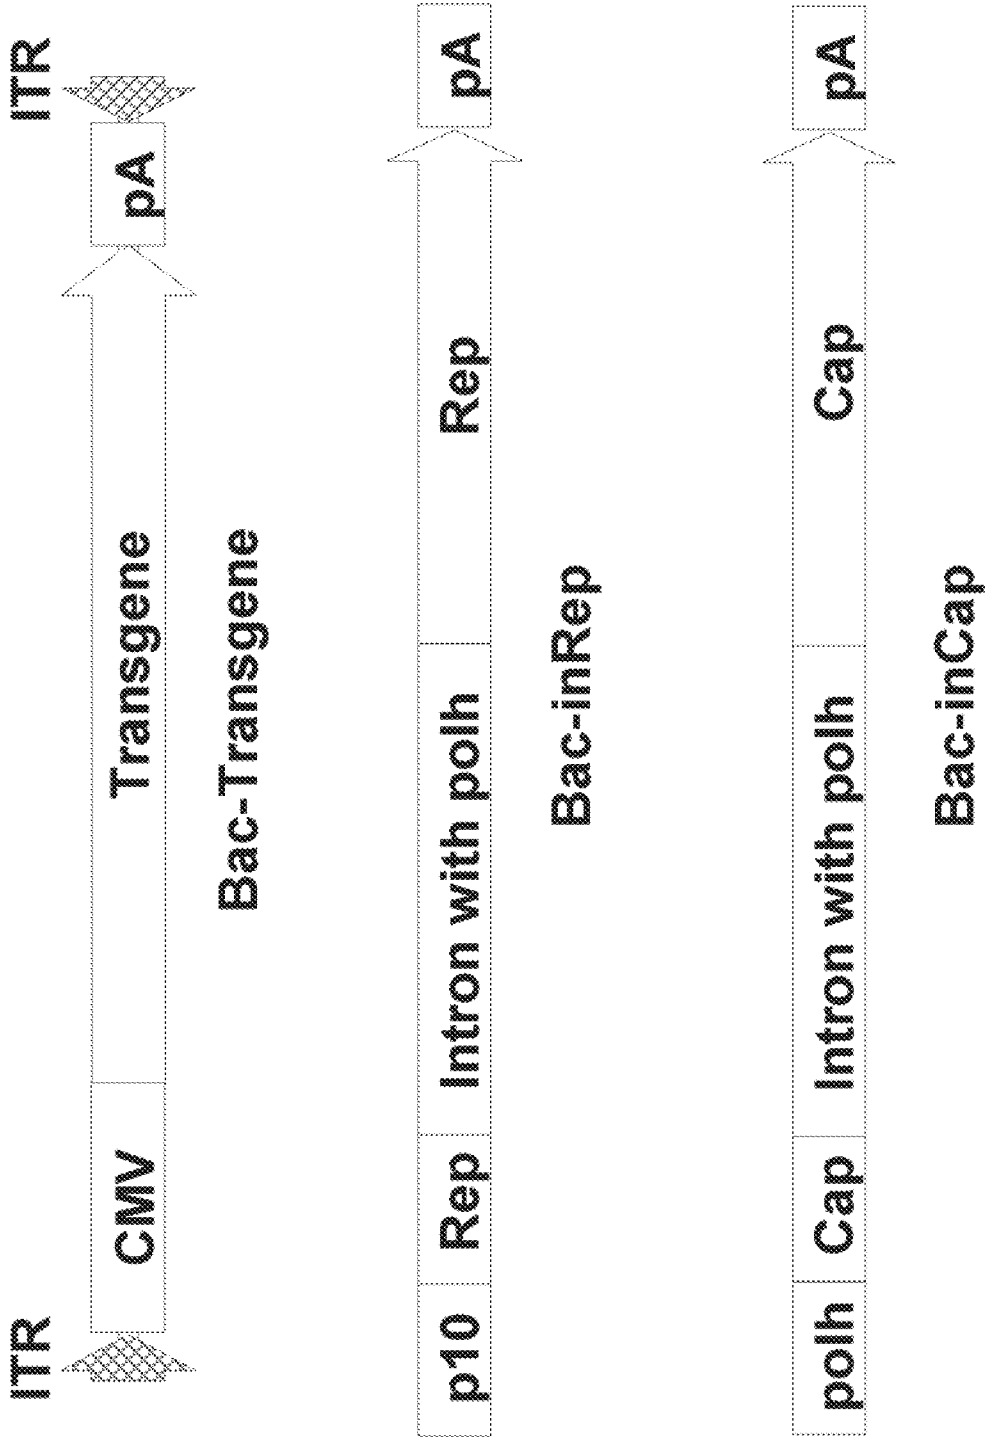 ITR
ITR
CMV
Transgene
pA
Bac-Transgene
p10
Rep
Intron with polh
Rep
pA
Bac-inRep
polh
Cap
Intron with polh
Cap
pA
Bac-inCap